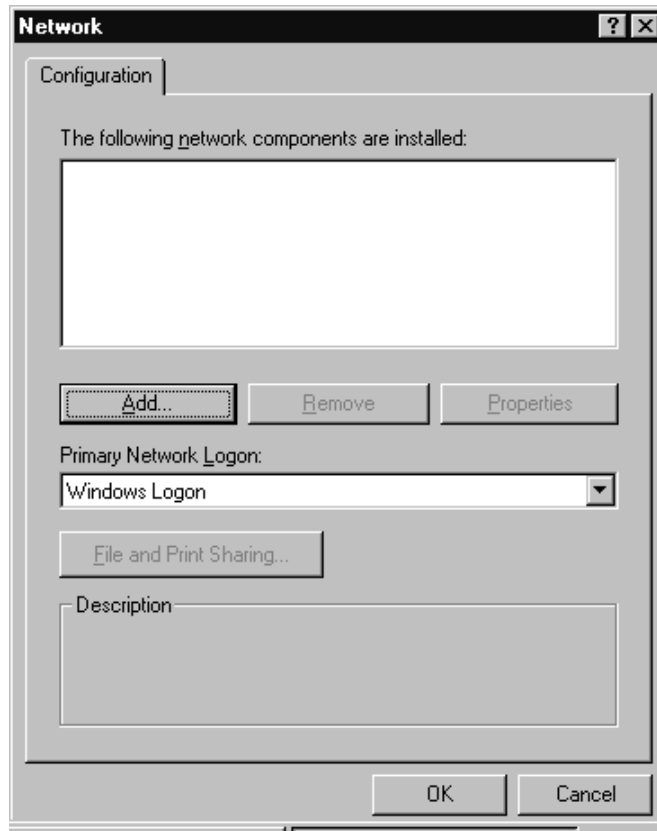 Network
Configuration
The following network components are installed:
Add... Remove Properties
Primary Network Logon:
Windows Logon
File and Print Sharing...
Description
OK Cancel